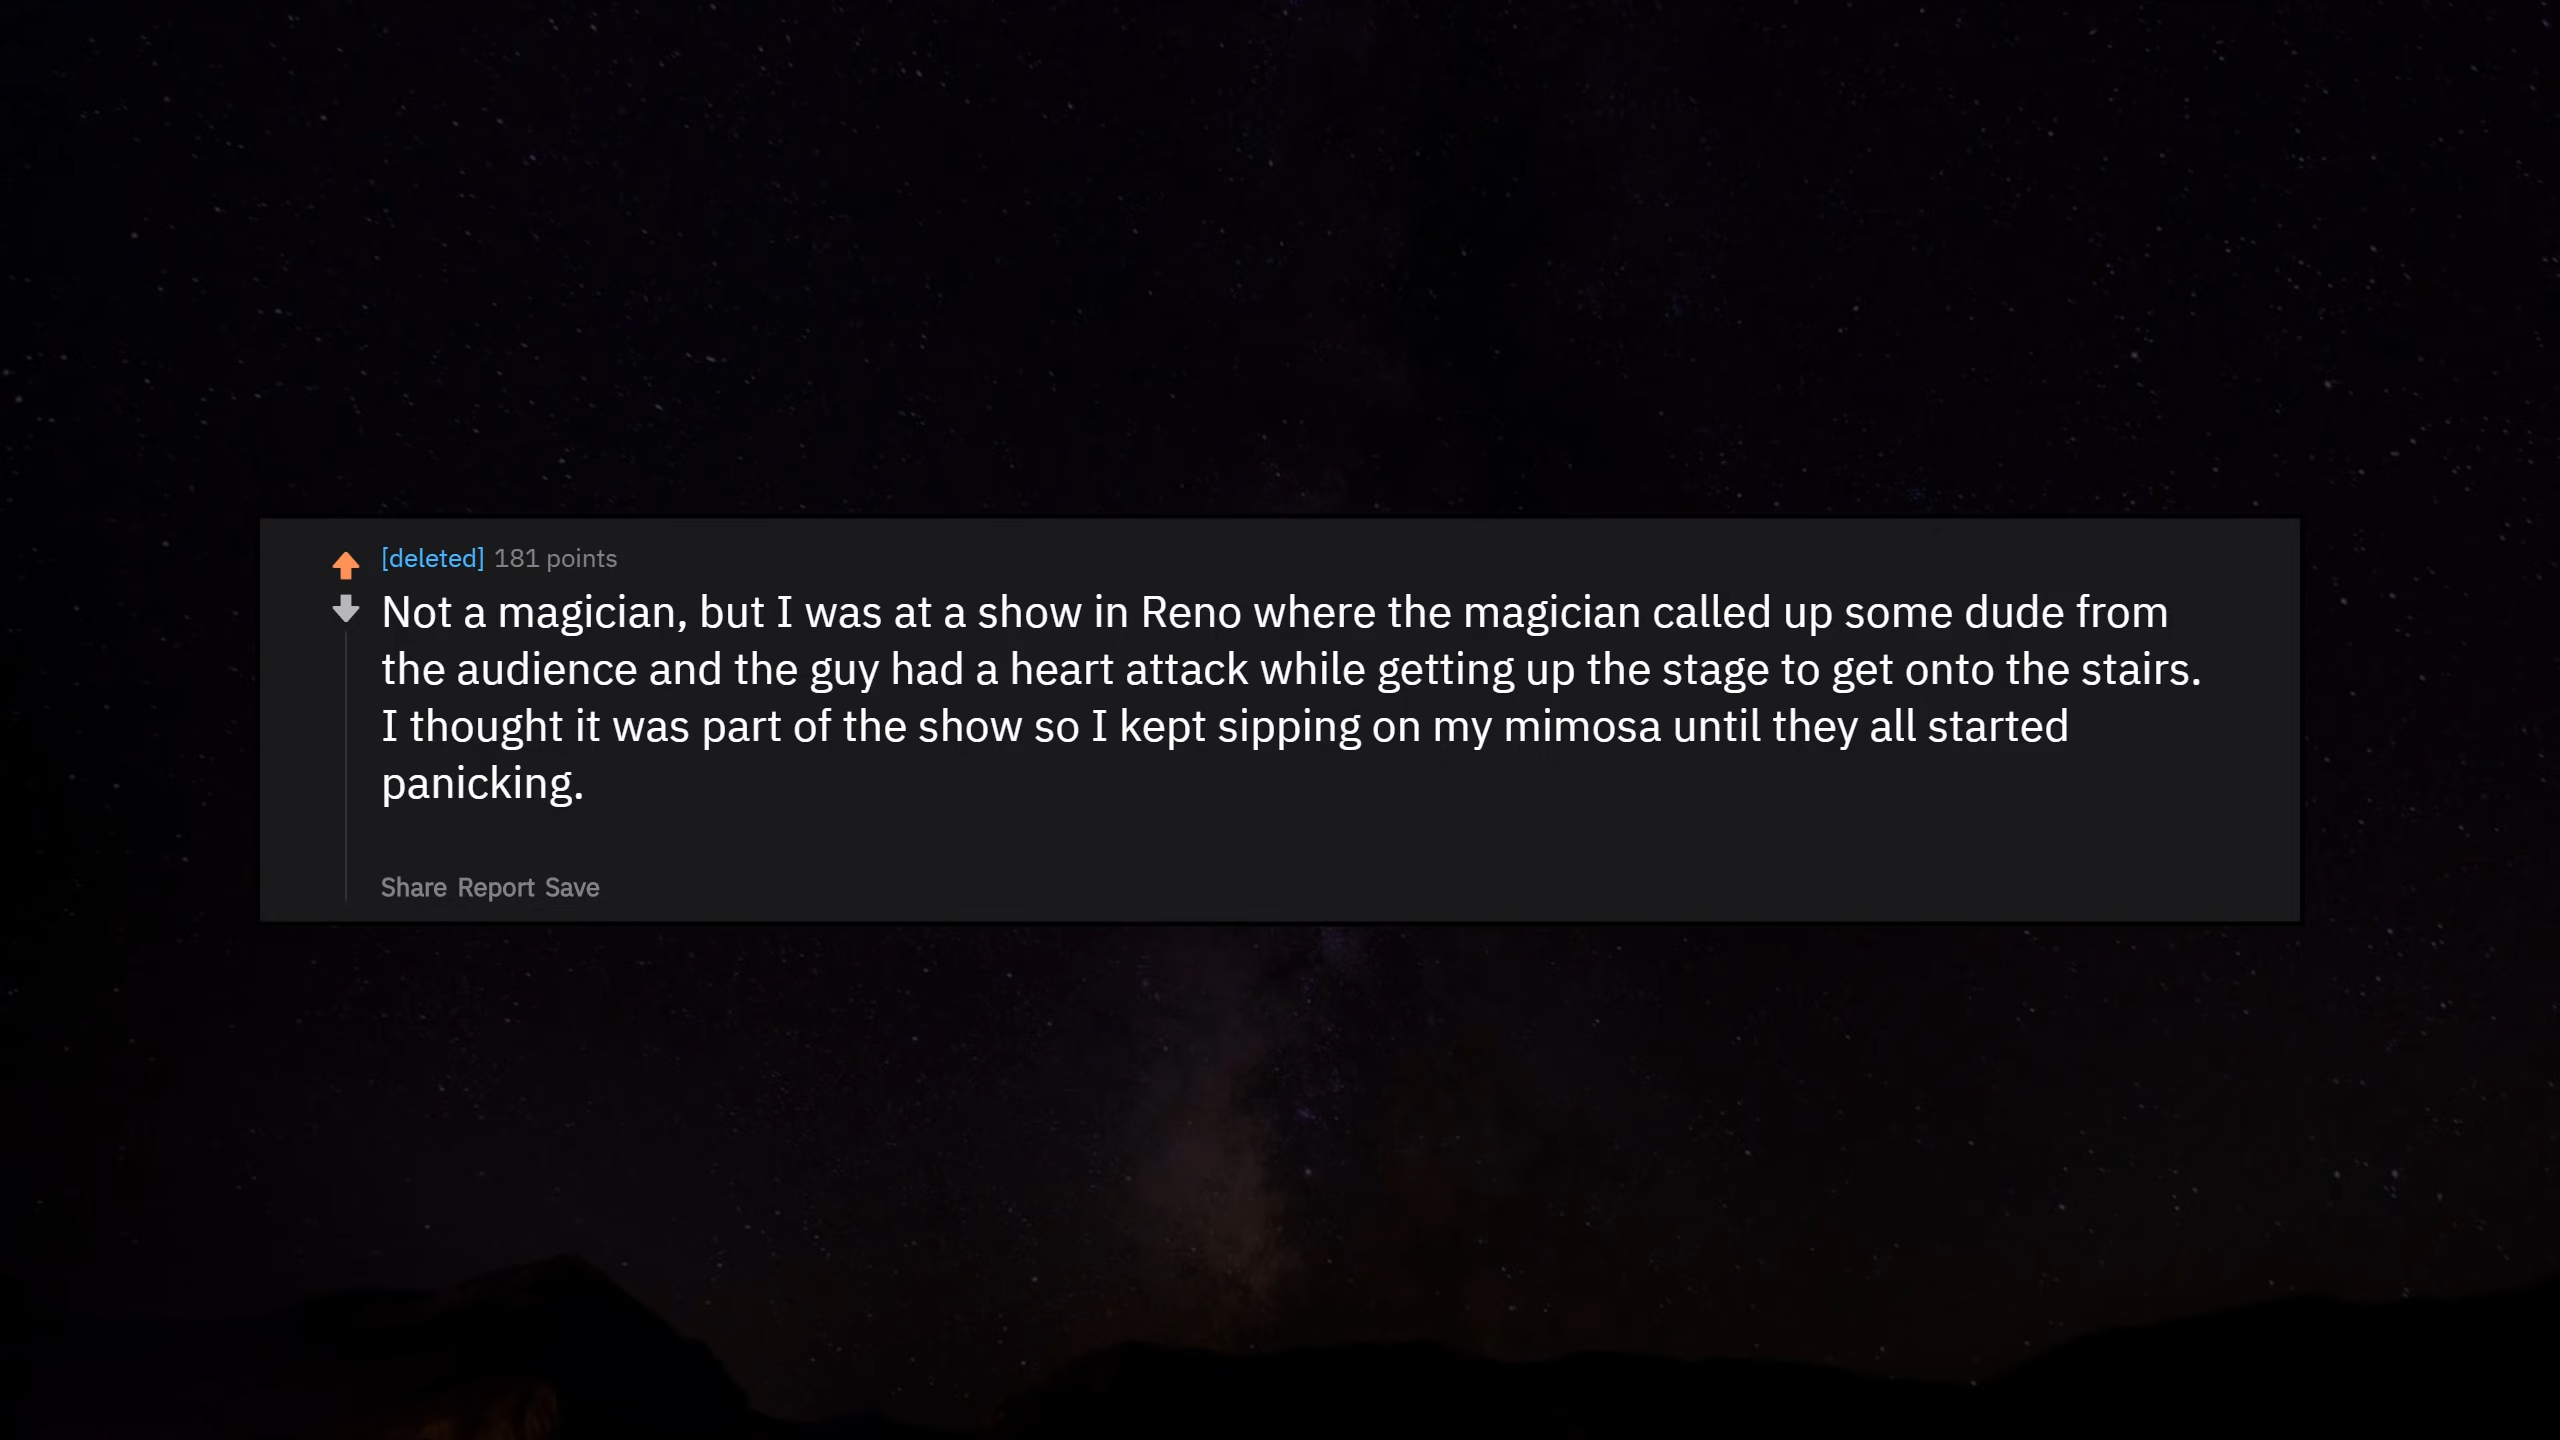 [deleted] 181 points
Not a magician, but I was at a show in Reno where the magician called up some dude from
the audience and the guy had a heart attack while getting up the stage to get onto the stairs.
I thought it was part of the show so I kept sipping on my mimosa until they all started
panicking.
Share Report Save